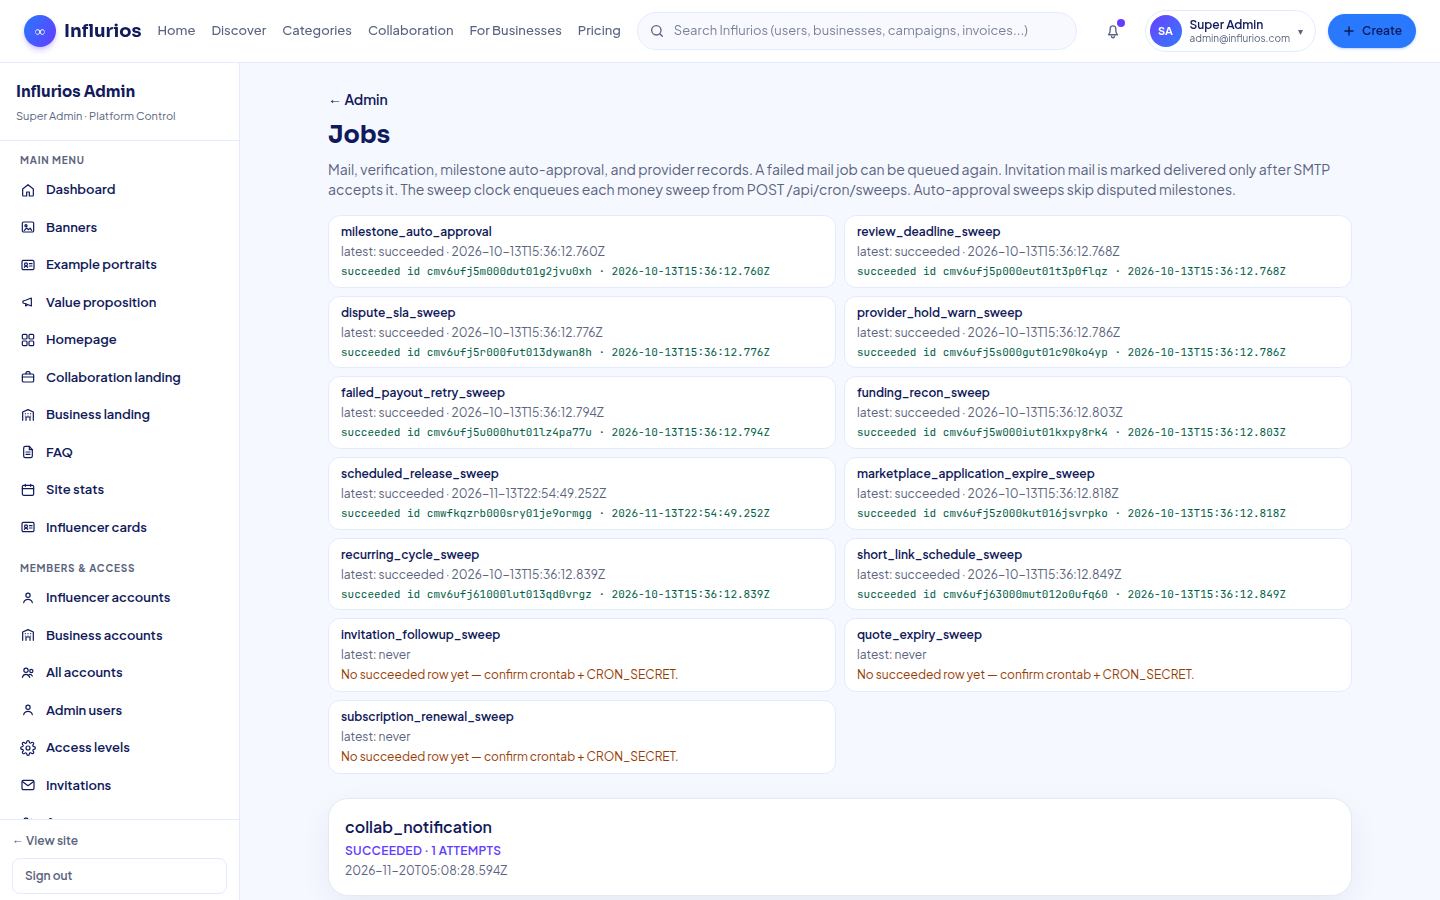 ∞ Influrios Home Discover Categories Collaboration For Businesses Pricing Search Influrios (users, businesses, campaigns, invoices...) SA Super Admin admin@influrios.com ▾ + Create
Influrios Admin
Super Admin · Platform Control
MAIN MENU
Dashboard
Banners
Example portraits
Value proposition
Homepage
Collaboration landing
Business landing
FAQ
Site stats
Influencer cards
MEMBERS & ACCESS
Influencer accounts
Business accounts
All accounts
Admin users
Access levels
Invitations
← View site
Sign out
← Admin
Jobs
Mail, verification, milestone auto-approval, and provider records. A failed mail job can be queued again. Invitation mail is marked delivered only after SMTP
accepts it. The sweep clock enqueues each money sweep from POST /api/cron/sweeps. Auto-approval sweeps skip disputed milestones.
milestone_auto_approval
latest: succeeded · 2026-10-13T15:36:12.760Z
succeeded id cmv6ufj5m000dut01g2jvu0xh · 2026-10-13T15:36:12.760Z
review_deadline_sweep
latest: succeeded · 2026-10-13T15:36:12.768Z
succeeded id cmv6ufj5p000eut01t3p0flqz · 2026-10-13T15:36:12.768Z
dispute_sla_sweep
latest: succeeded · 2026-10-13T15:36:12.776Z
succeeded id cmv6ufj5r000fut013dywan8h · 2026-10-13T15:36:12.776Z
provider_hold_warn_sweep
latest: succeeded · 2026-10-13T15:36:12.786Z
succeeded id cmv6ufj5s000gut01c90ko4yp · 2026-10-13T15:36:12.786Z
failed_payout_retry_sweep
latest: succeeded · 2026-10-13T15:36:12.794Z
succeeded id cmv6ufj5u000hut01lz4pa77u · 2026-10-13T15:36:12.794Z
funding_recon_sweep
latest: succeeded · 2026-10-13T15:36:12.803Z
succeeded id cmv6ufj5w000iut01kxpy8rk4 · 2026-10-13T15:36:12.803Z
scheduled_release_sweep
latest: succeeded · 2026-11-13T22:54:49.252Z
succeeded id cmwfkqzrb000sry01je9ormgg · 2026-11-13T22:54:49.252Z
marketplace_application_expire_sweep
latest: succeeded · 2026-10-13T15:36:12.818Z
succeeded id cmv6ufj5z000kut016jsvrpko · 2026-10-13T15:36:12.818Z
recurring_cycle_sweep
latest: succeeded · 2026-10-13T15:36:12.839Z
succeeded id cmv6ufj61000lut013qd0vrgz · 2026-10-13T15:36:12.839Z
short_link_schedule_sweep
latest: succeeded · 2026-10-13T15:36:12.849Z
succeeded id cmv6ufj63000mut012o0ufq60 · 2026-10-13T15:36:12.849Z
invitation_followup_sweep
latest: never
No succeeded row yet — confirm crontab + CRON_SECRET.
quote_expiry_sweep
latest: never
No succeeded row yet — confirm crontab + CRON_SECRET.
subscription_renewal_sweep
latest: never
No succeeded row yet — confirm crontab + CRON_SECRET.
collab_notification
SUCCEEDED · 1 ATTEMPTS
2026-11-20T05:08:28.594Z